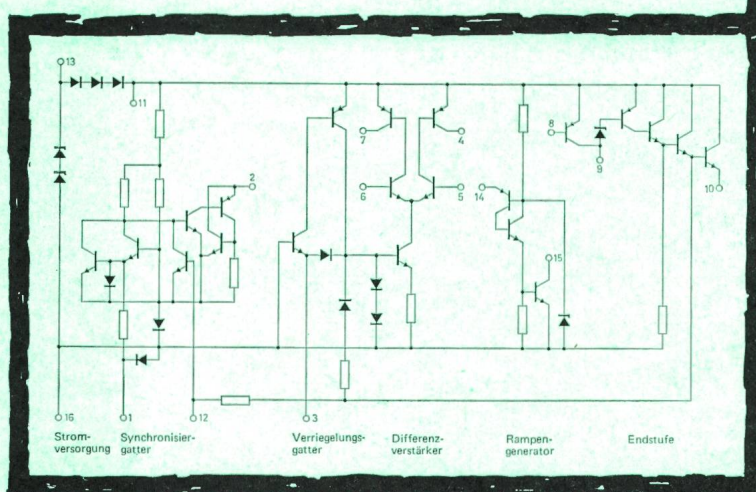 13
11
2
7
4
6
5
14
8
9
10
15
16
1
12
3
Strom-
versorgung
Synchronisier-
gatter
Verriegelungs-
gatter
Differenz-
verstärker
Rampen-
generator
Endstufe